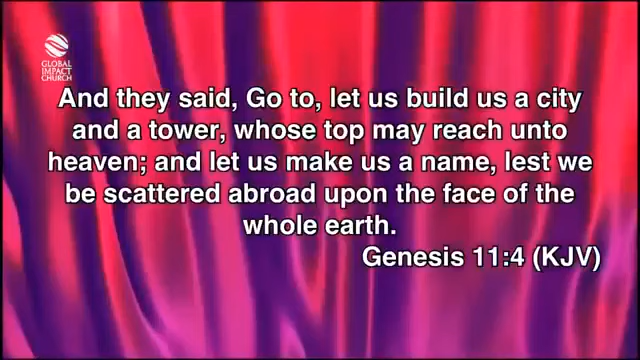 GLOBAL
IMPACT
CHURCH
And they said, Go to, let us build us a city
and a tower, whose top may reach unto
heaven; and let us make us a name, lest we
be scattered abroad upon the face of the
whole earth.
Genesis 11:4 (KJV)